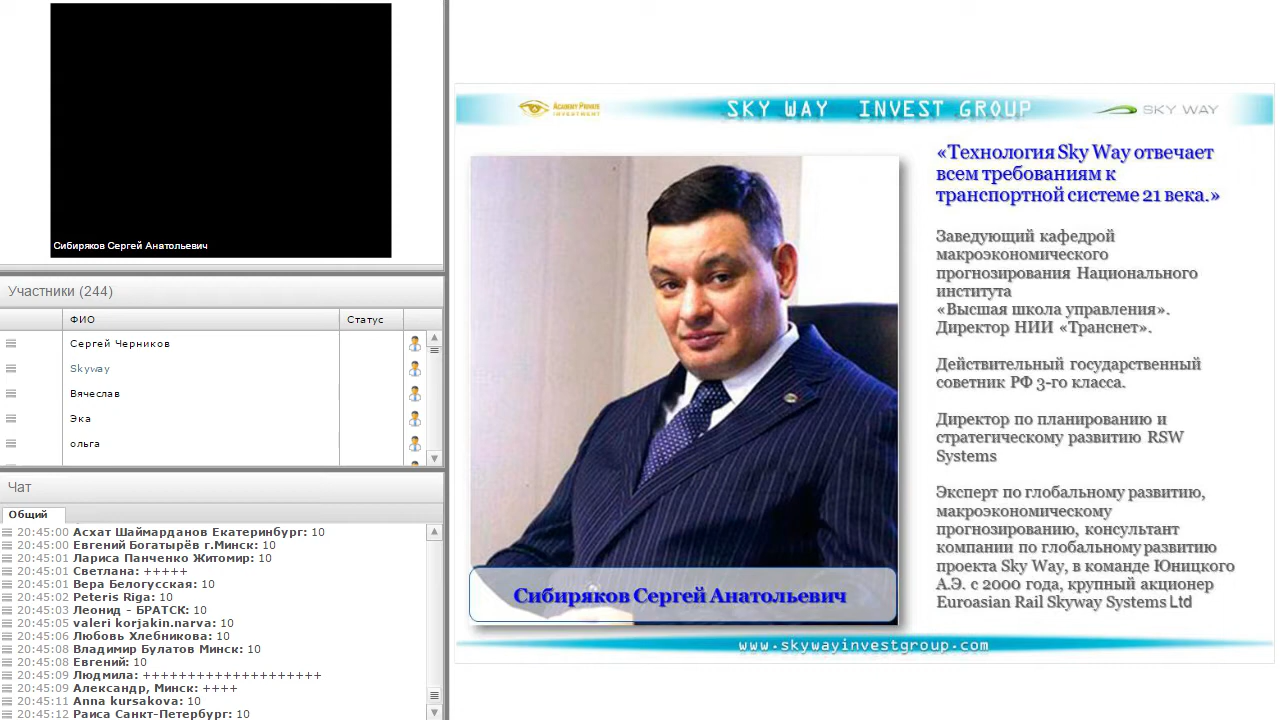 Сибиряков Сергей Анатольевич
Участники (244)
ФИО
Статус
Сергей Черников
Skyway
Вячеслав
Эка
ольга
Чат
Общий
20:45:00 Асхат Шаймарданов Екатеринбург: 10
20:45:00 Евгений Богатырёв г.Минск: 10
20:45:01 Лариса Панченко Житомир: 10
20:45:01 Светлана: +++++
20:45:01 Вера Белогусская: 10
20:45:02 Peteris Riga: 10
20:45:03 Леонид - БРАТСК: 10
20:45:05 valeri korjakin.narva: 10
20:45:06 Любовь Хлебникова: 10
20:45:08 Владимир Булатов Минск: 10
20:45:08 Евгений: 10
20:45:09 Людмила: ++++++++++++++++++++
20:45:09 Александр, Минск: ++++
20:45:11 Anna kursakova: 10
20:45:12 Раиса Санкт-Петербург: 10
ACADEMY PRIVATE
INVESTMENT
SKY WAY INVEST GROUP
SKY WAY
«Технология Sky Way отвечает
всем требованиям к
транспортной системе 21 века.»
Заведующий кафедрой
макроэкономического
прогнозирования Национального
института
«Высшая школа управления».
Директор НИИ «Транснет».
Действительный государственный
советник РФ 3-го класса.
Директор по планированию и
стратегическому развитию RSW
Systems
Эксперт по глобальному развитию,
макроэкономическому
прогнозированию, консультант
компании по глобальному развитию
проекта Sky Way, в команде Юницкого
А.Э. с 2000 года, крупный акционер
Euroasian Rail Skyway Systems Ltd
Сибиряков Сергей Анатольевич
www.skywayinvestgroup.com